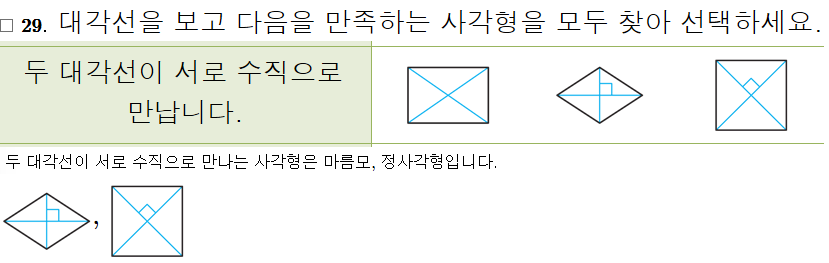 □ 29. 대각선을 보고 다음을 만족하는 사각형을 모두 찾아 선택하세요.
두 대각선이 서로 수직으로
만납니다.
두 대각선이 서로 수직으로 만나는 사각형은 마름모, 정사각형입니다.
,